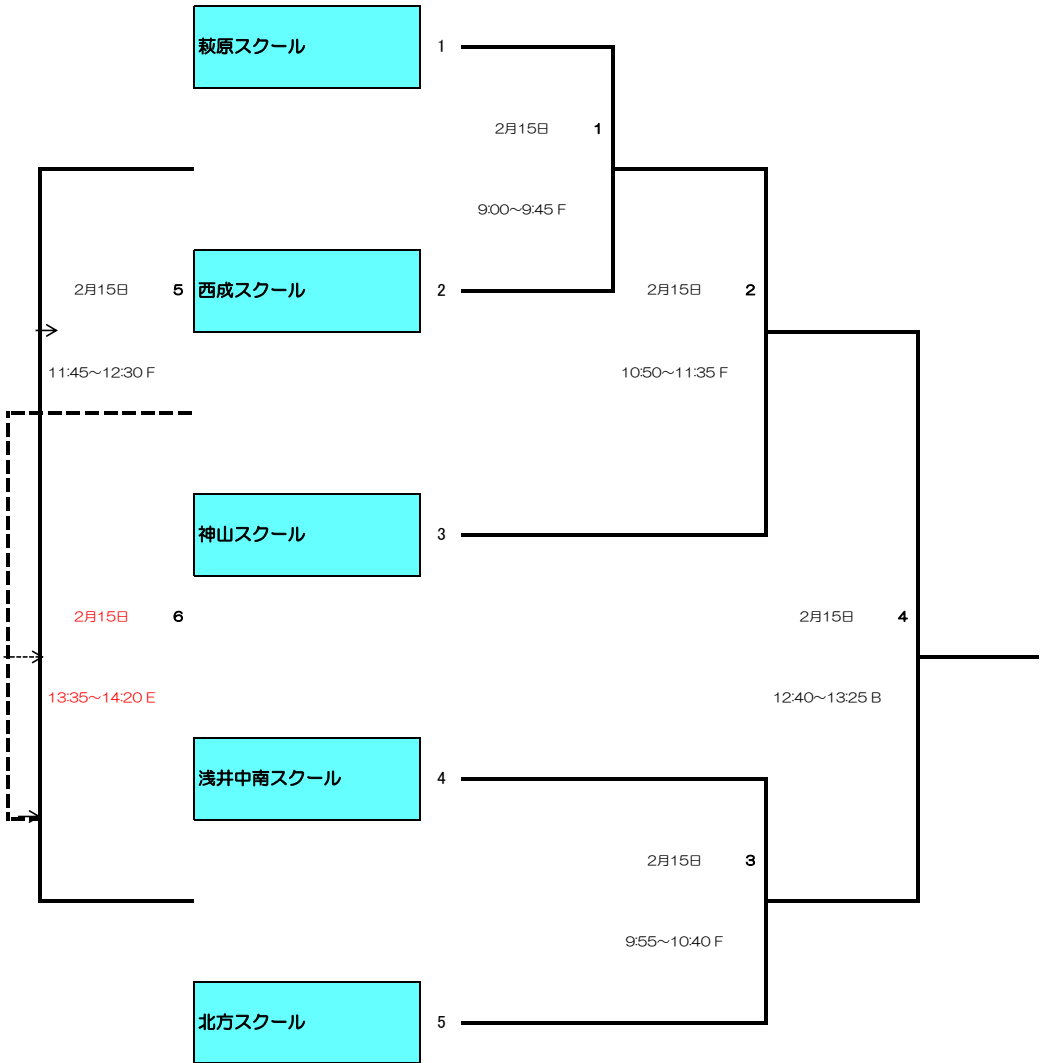 萩原スクール 1
2月15日 1
9:00～9:45 F
2月15日 5 西成スクール 2 2月15日 2
11:45～12:30 F 10:50～11:35 F
神山スクール 3
2月15日 6 2月15日 4
13:35～14:20 E 12:40～13:25 B
浅井中南スクール 4
2月15日 3
9:55～10:40 F
北方スクール 5